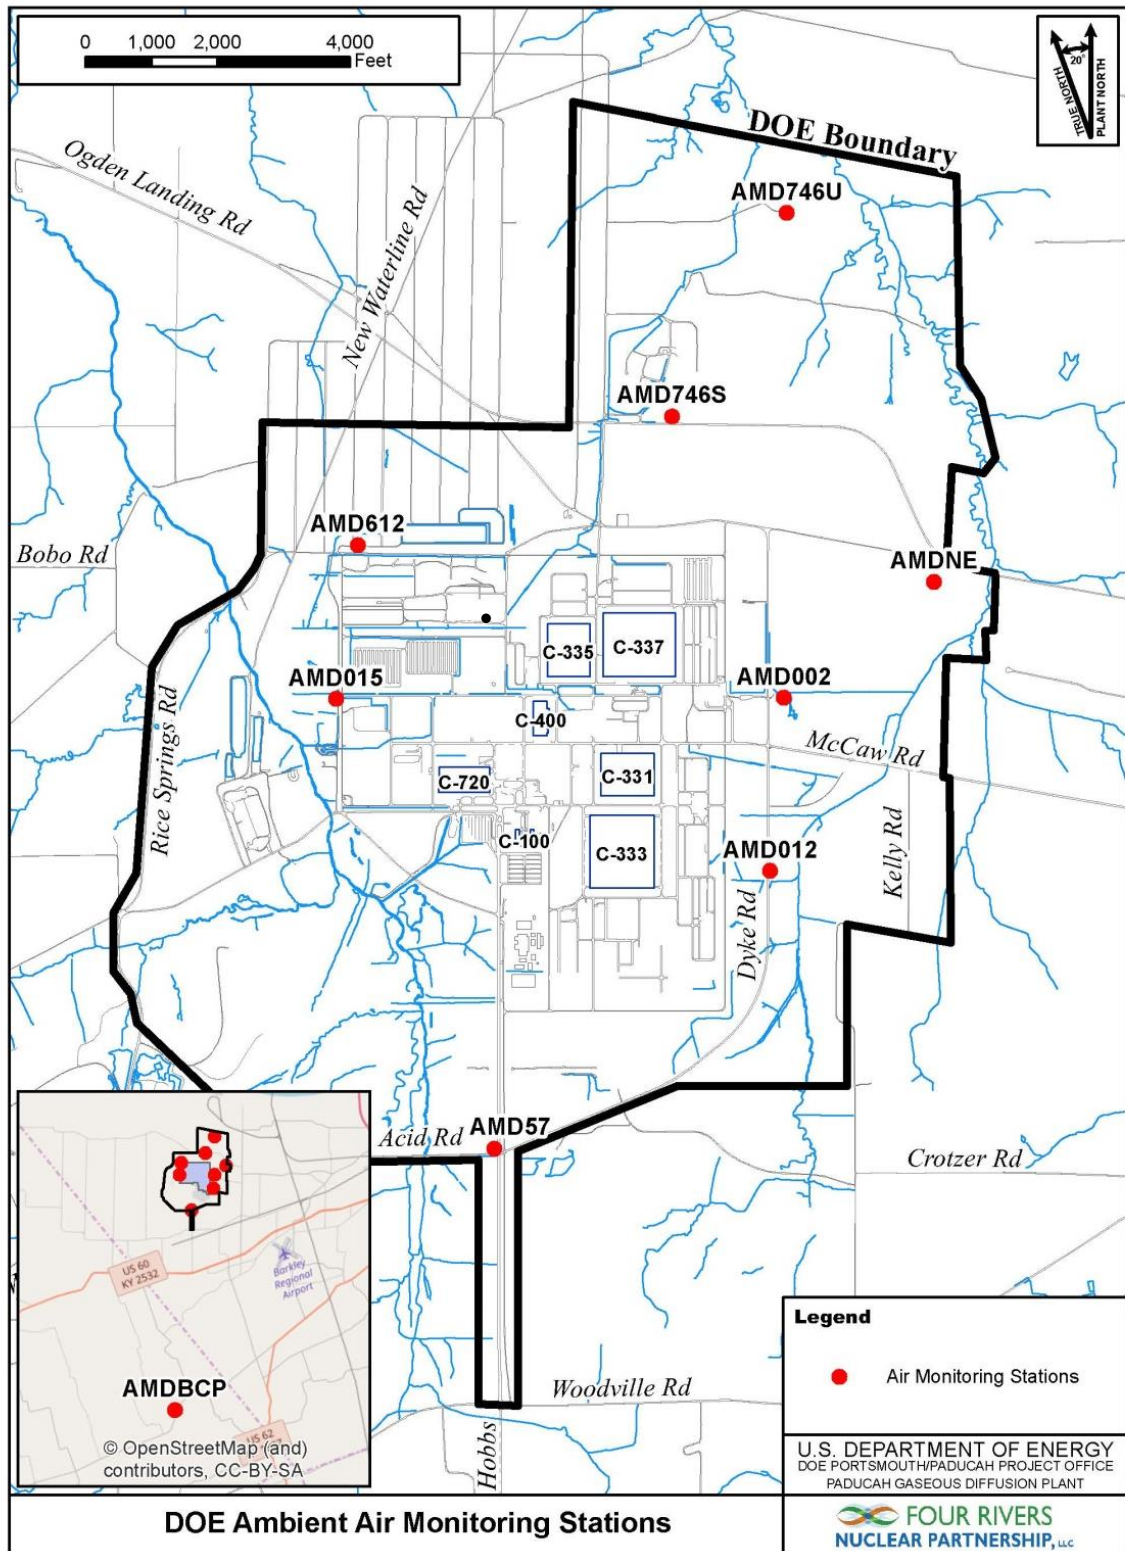 0 1,000 2,000 4,000
Feet
20°
TRUE NORTH
PLANT NORTH
DOE Boundary
Ogden Landing Rd
New Waterline Rd
AMD746U
AMD746S
AMD612
Bobo Rd
AMDNE
C-335
C-337
AMD015
AMD002
C-400
Rice Springs Rd
McCaw Rd
C-720
C-331
C-100
C-333
AMD012
Kelly Rd
Dyke Rd
Acid Rd
AMD57
Crotzer Rd
US 60
KY 2532
Barkley
Regional
Airport
AMDBCP
US 62
© OpenStreetMap (and)
contributors, CC-BY-SA
Woodville Rd
Hobbs
Legend
Air Monitoring Stations
U.S. DEPARTMENT OF ENERGY
DOE PORTSMOUTH/PADUCAH PROJECT OFFICE
PADUCAH GASEOUS DIFFUSION PLANT
DOE Ambient Air Monitoring Stations
FOUR RIVERS
NUCLEAR PARTNERSHIP, LLC